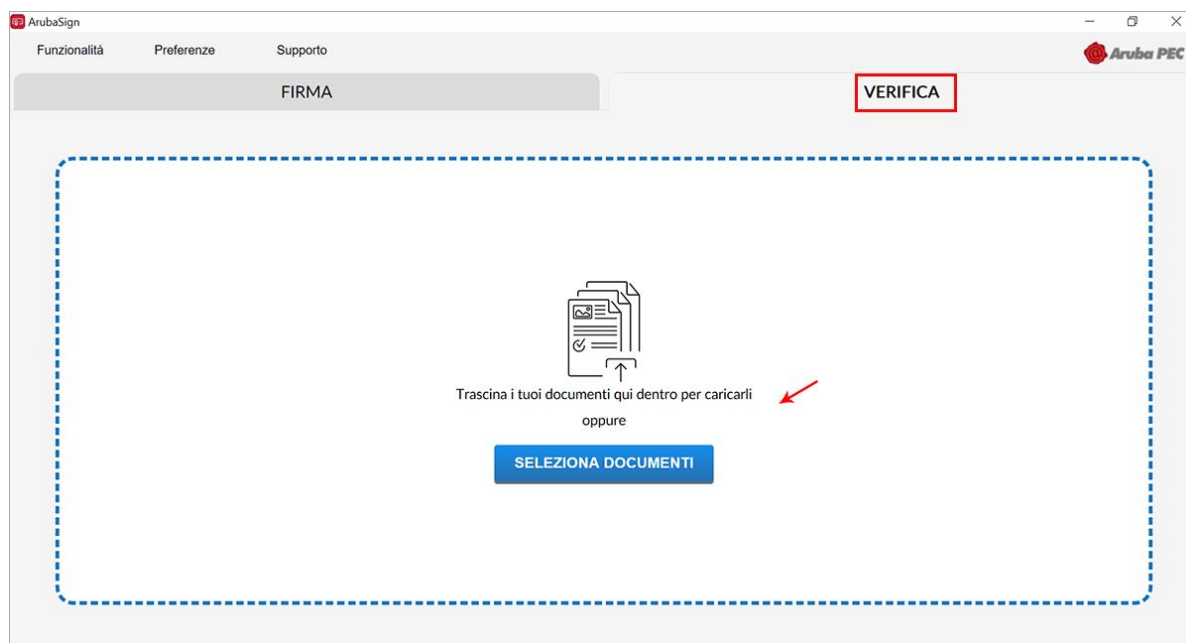 ArubaSign
Funzionalità Preferenze Supporto
Aruba PEC
FIRMA VERIFICA
Trascina i tuoi documenti qui dentro per caricarli
oppure
SELEZIONA DOCUMENTI